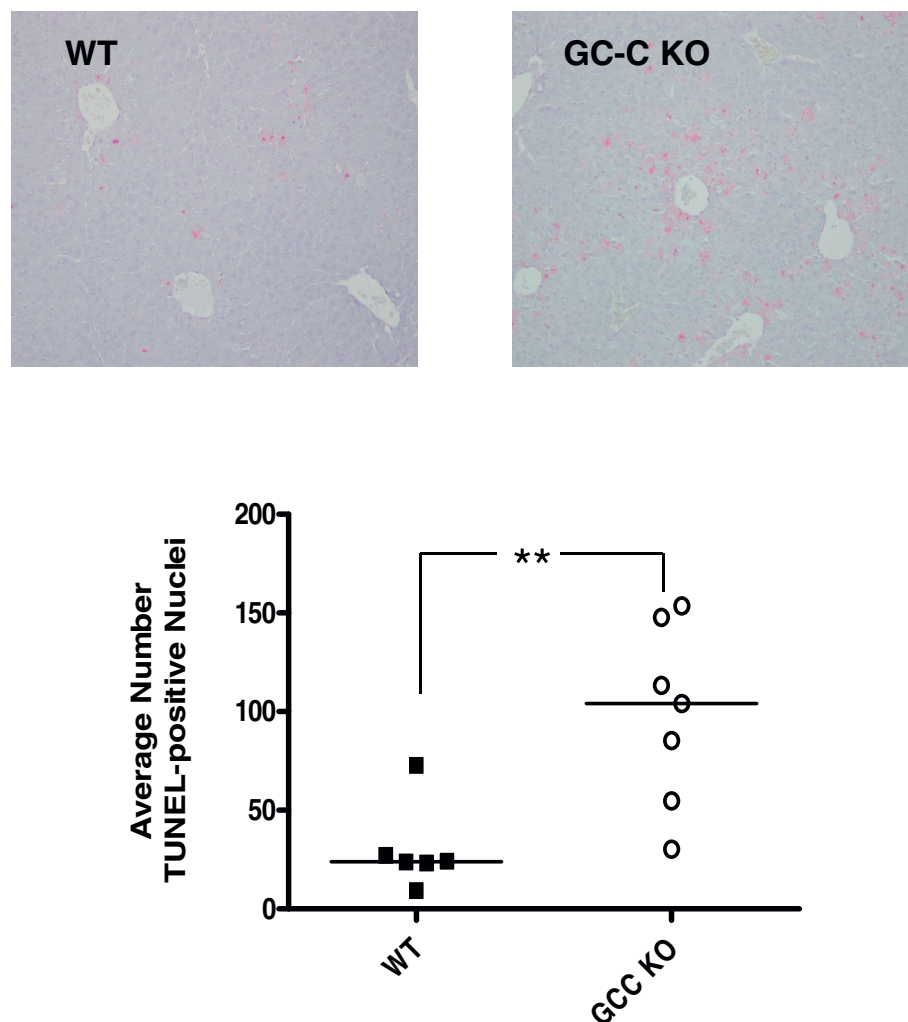 WT
GC-C KO
200
150
100
50
0
**
Average Number
TUNEL-positive Nuclei
WT
GCC KO